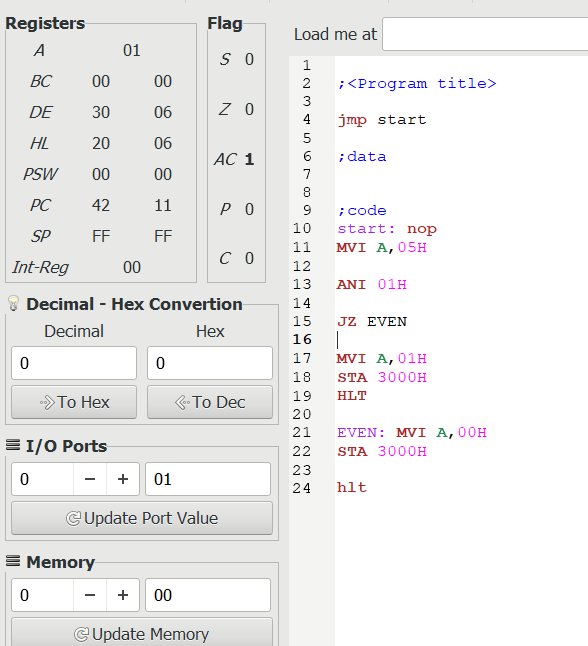 Registers
A 01
BC 00 00
DE 30 06
HL 20 06
PSW 00 00
PC 42 11
SP FF FF
Int-Reg 00
Flag
S 0
Z 0
AC 1
P 0
C 0
Decimal - Hex Convertion
Decimal Hex
0 0
To Hex To Dec
I/O Ports
0 − + 01
Update Port Value
Memory
0 − + 00
Update Memory
Load me at
1
2 ;<Program title>
3
4 jmp start
5
6 ;data
7
8
9 ;code
10 start: nop
11 MVI A,05H
12
13 ANI 01H
14
15 JZ EVEN
16
17 MVI A,01H
18 STA 3000H
19 HLT
20
21 EVEN: MVI A,00H
22 STA 3000H
23
24 hlt